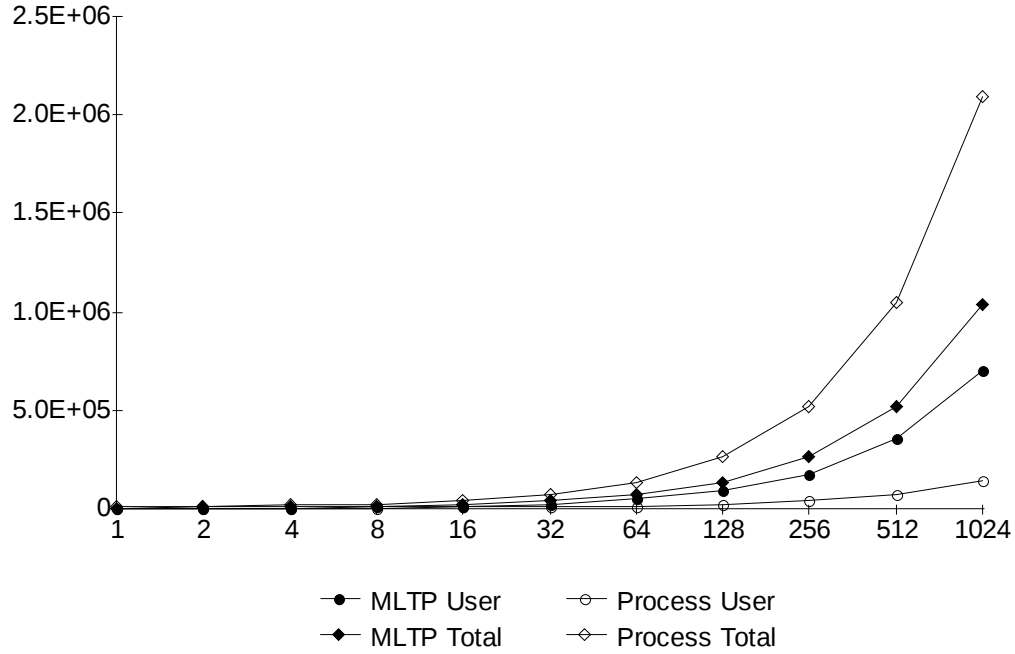 2.5E+06
2.0E+06
1.5E+06
1.0E+06
5.0E+05
0
1 2 4 8 16 32 64 128 256 512 1024
MLTP User Process User
MLTP Total Process Total